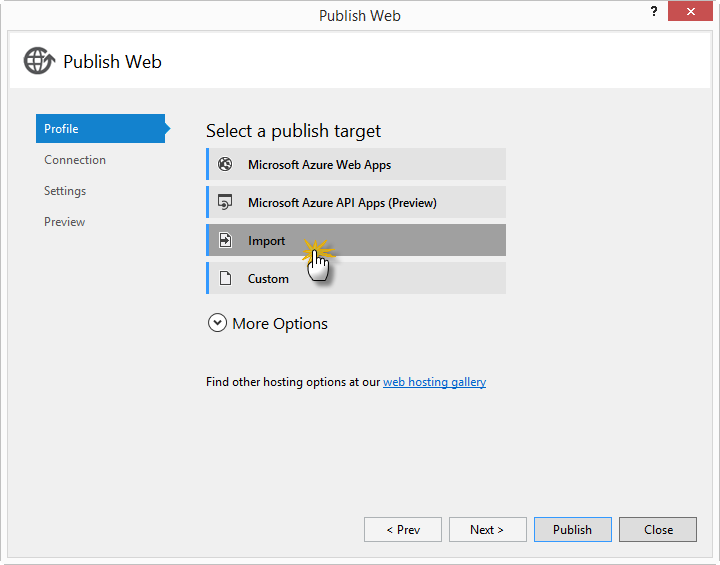 Publish Web
?
Publish Web
Profile
Connection
Settings
Preview
Select a publish target
Microsoft Azure Web Apps
Microsoft Azure API Apps (Preview)
Import
Custom
More Options
Find other hosting options at our web hosting gallery
< Prev
Next >
Publish
Close